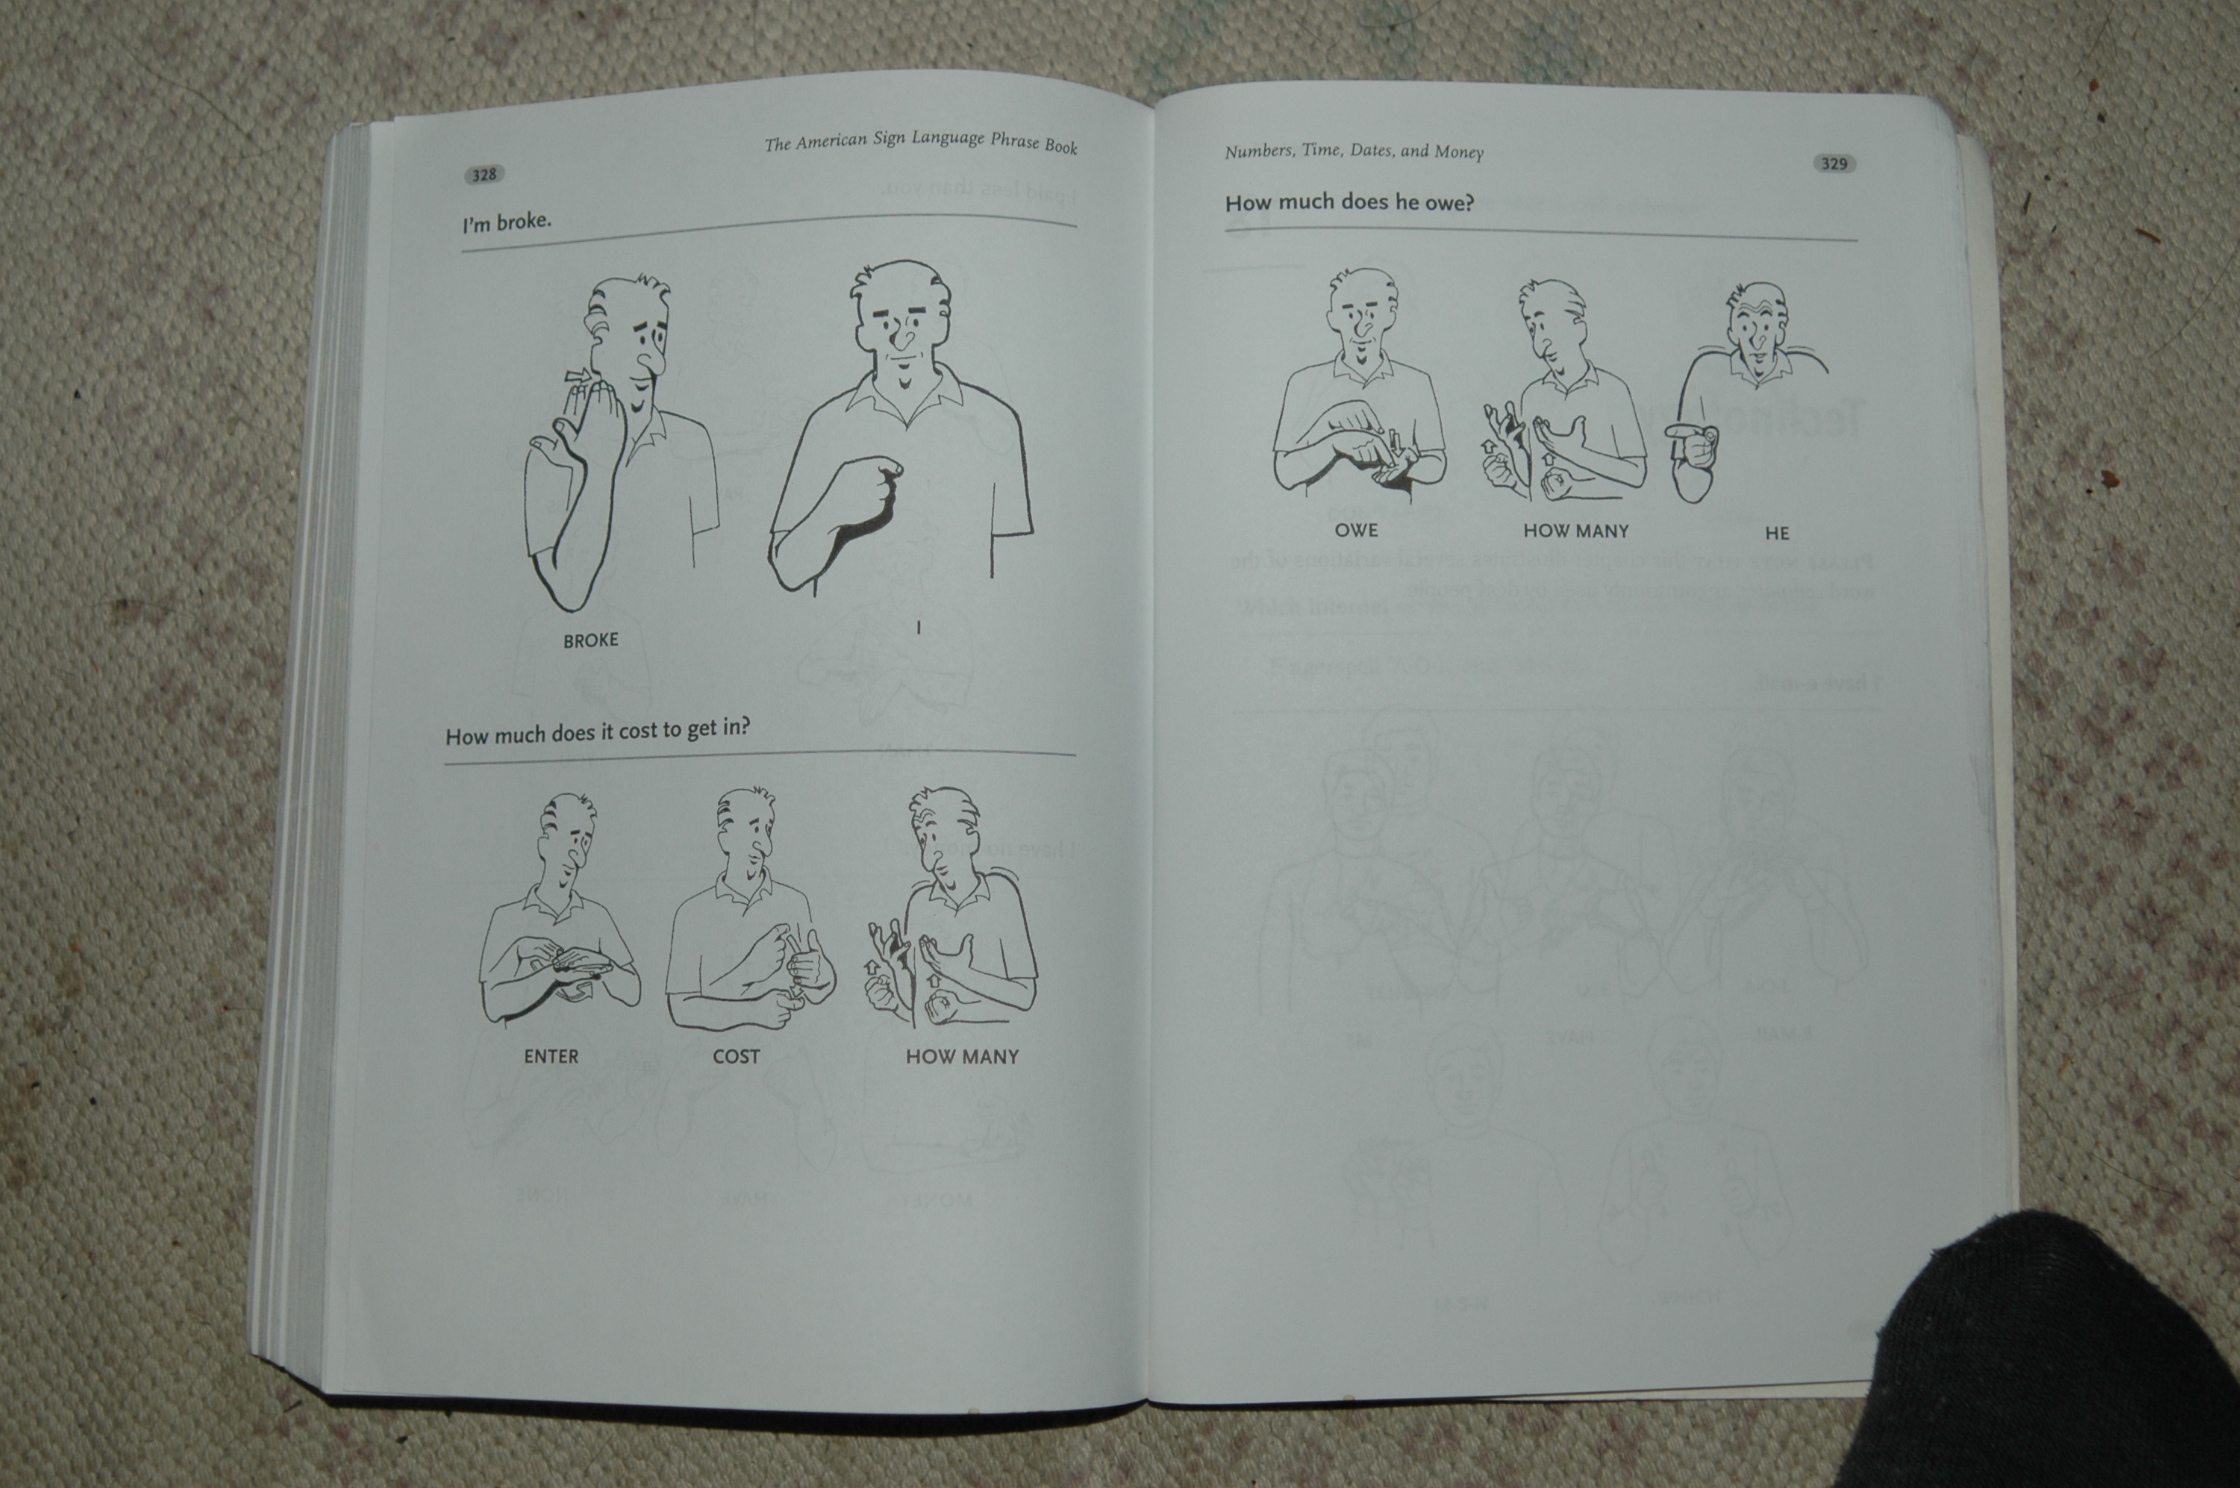 The American Sign Language Phrase Book
328
I'm broke.
BROKE
I
How much does it cost to get in?
ENTER
COST
HOW MANY
Numbers, Time, Dates, and Money
329
How much does he owe?
OWE
HOW MANY
HE